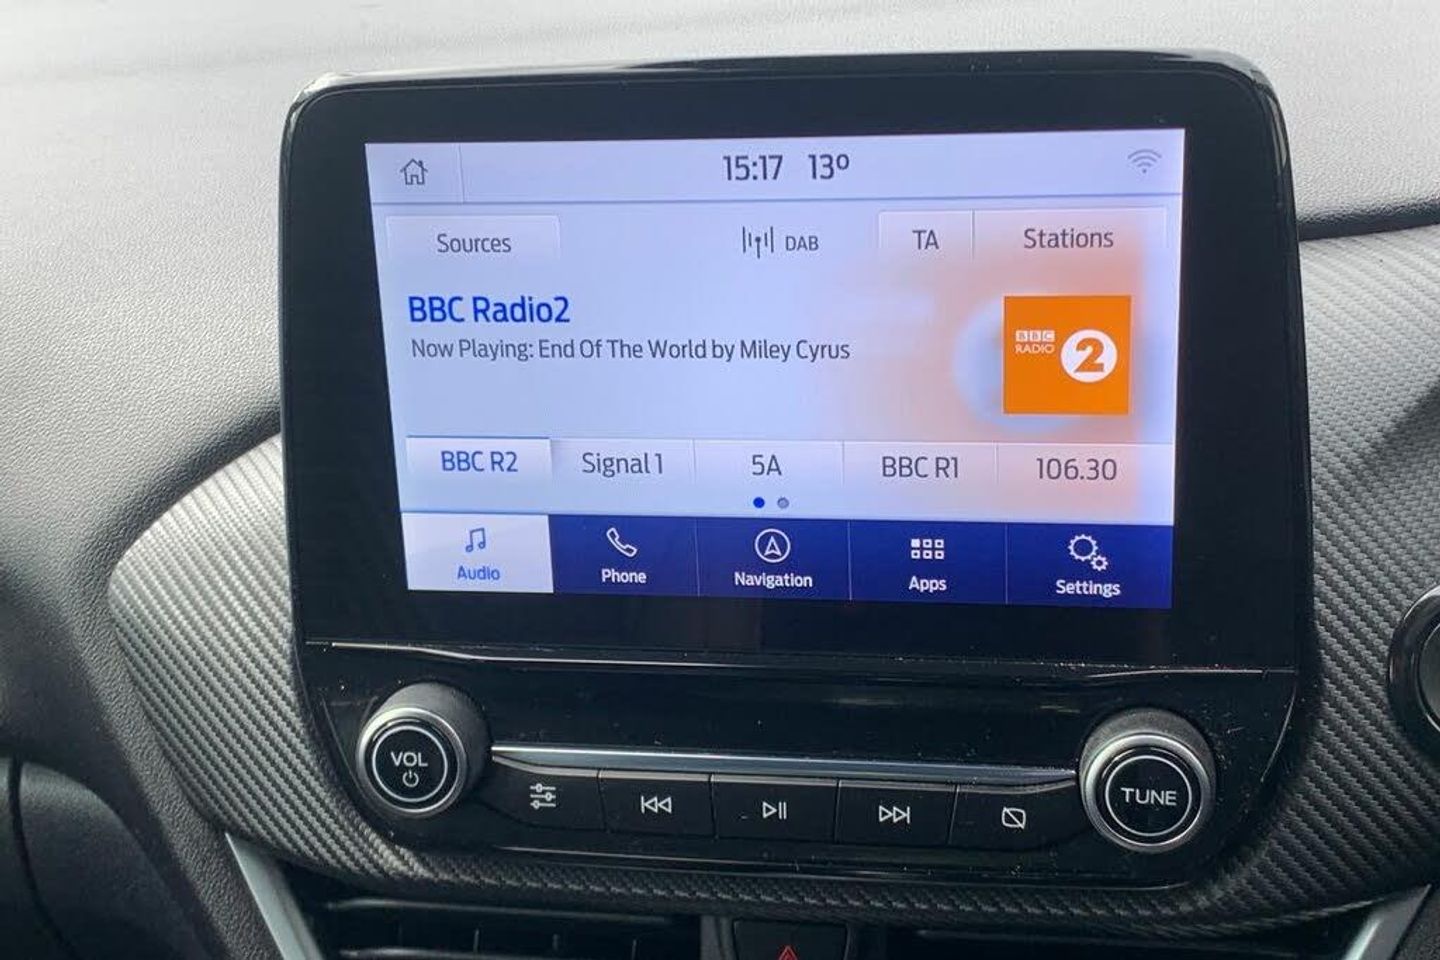 15:17 13º
Sources
DAB
TA
Stations
BBC Radio2
Now Playing: End Of The World by Miley Cyrus
BBC
RADIO
2
BBC R2
Signal 1
5A
BBC R1
106.30
Audio
Phone
Navigation
Apps
Settings
VOL
TUNE